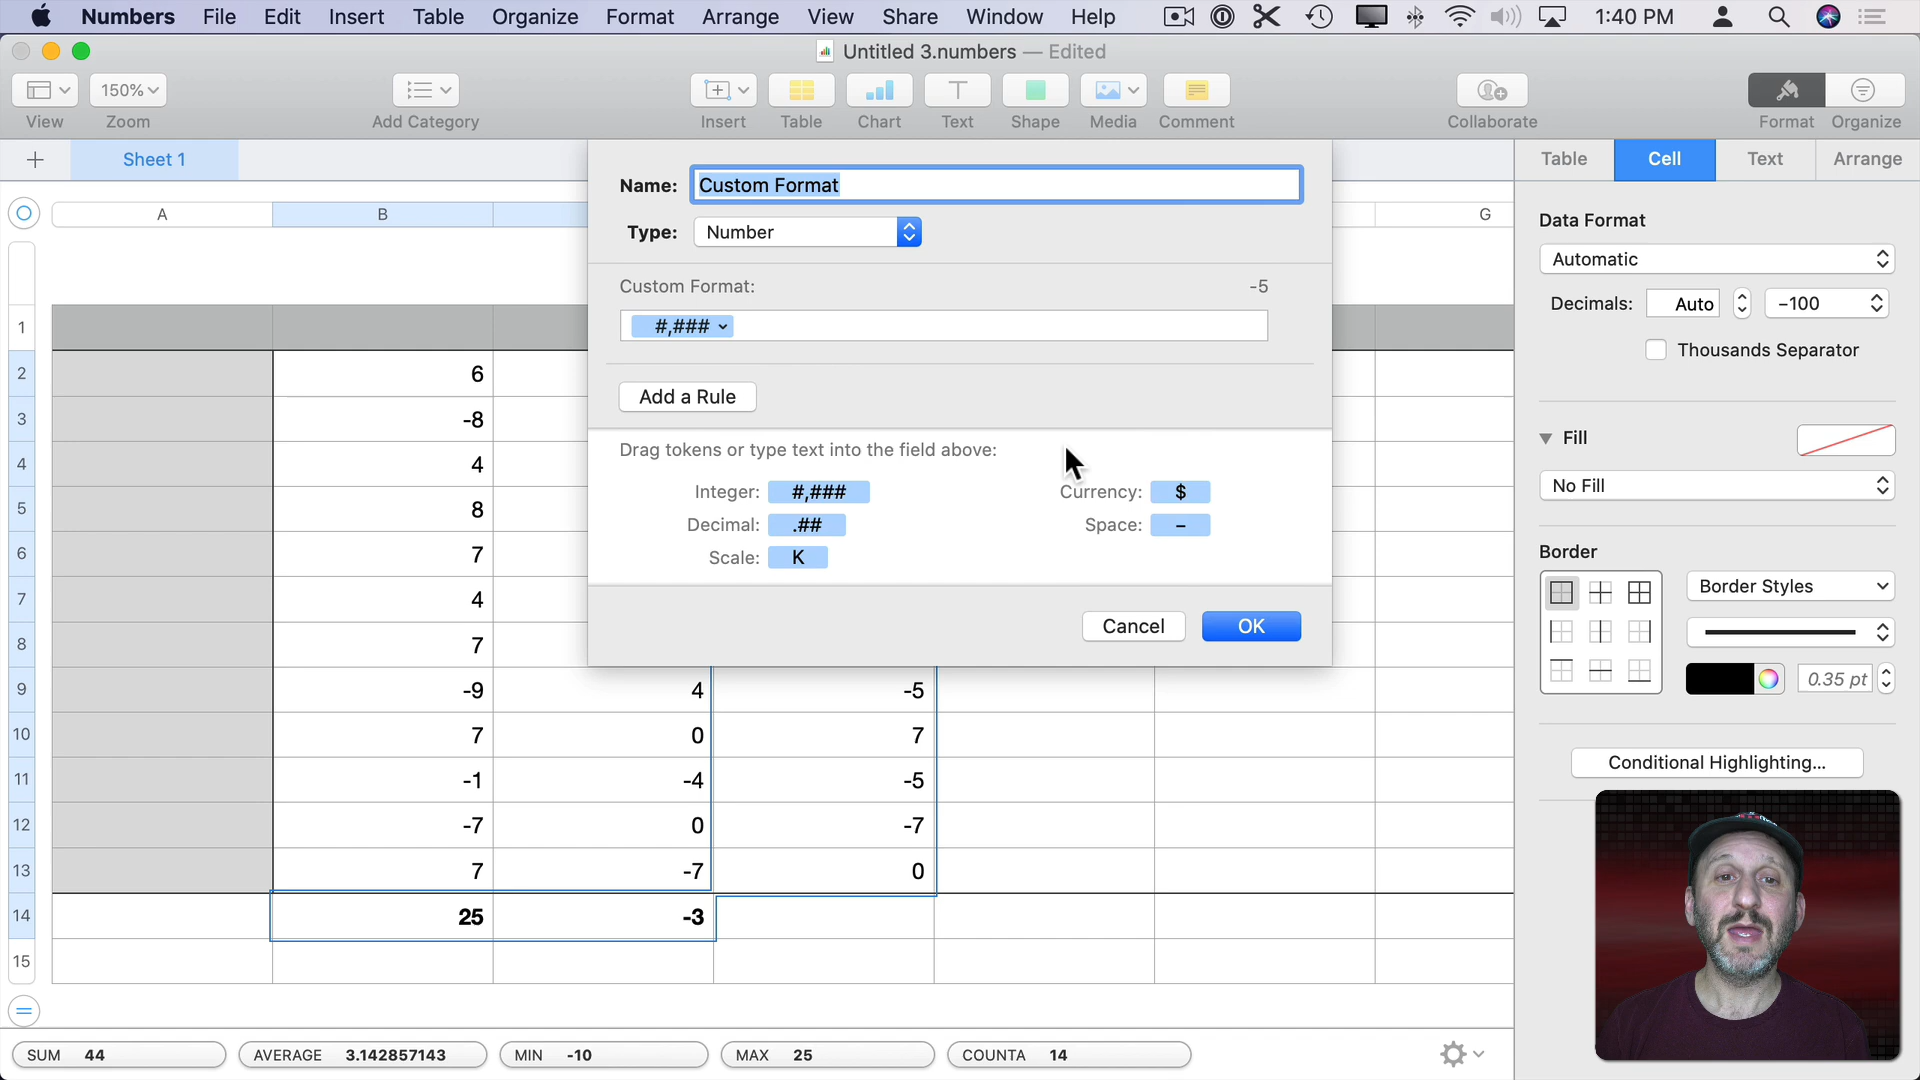 Numbers File Edit Insert Table Organize Format Arrange View Share Window Help 1:40 PM
Untitled 3.numbers — Edited
150%
View Zoom Add Category Insert Table Chart Text Shape Media Comment Collaborate Format Organize
Sheet 1
Table Cell Text Arrange
A B G
Name: Custom Format
Type: Number
Custom Format: -5
#,###
Add a Rule
Drag tokens or type text into the field above:
Integer: #,### Currency: $
Decimal: .## Space: –
Scale: K
Cancel OK
1
2 6
3 -8
4 4
5 8
6 7
7 4
8 7
9 -9 4 -5
10 7 0 7
11 -1 -4 -5
12 -7 0 -7
13 7 -7 0
14 25 -3
15
Data Format
Automatic
Decimals: Auto -100
Thousands Separator
Fill
No Fill
Border
Border Styles
0.35 pt
Conditional Highlighting...
SUM 44 AVERAGE 3.142857143 MIN -10 MAX 25 COUNTA 14